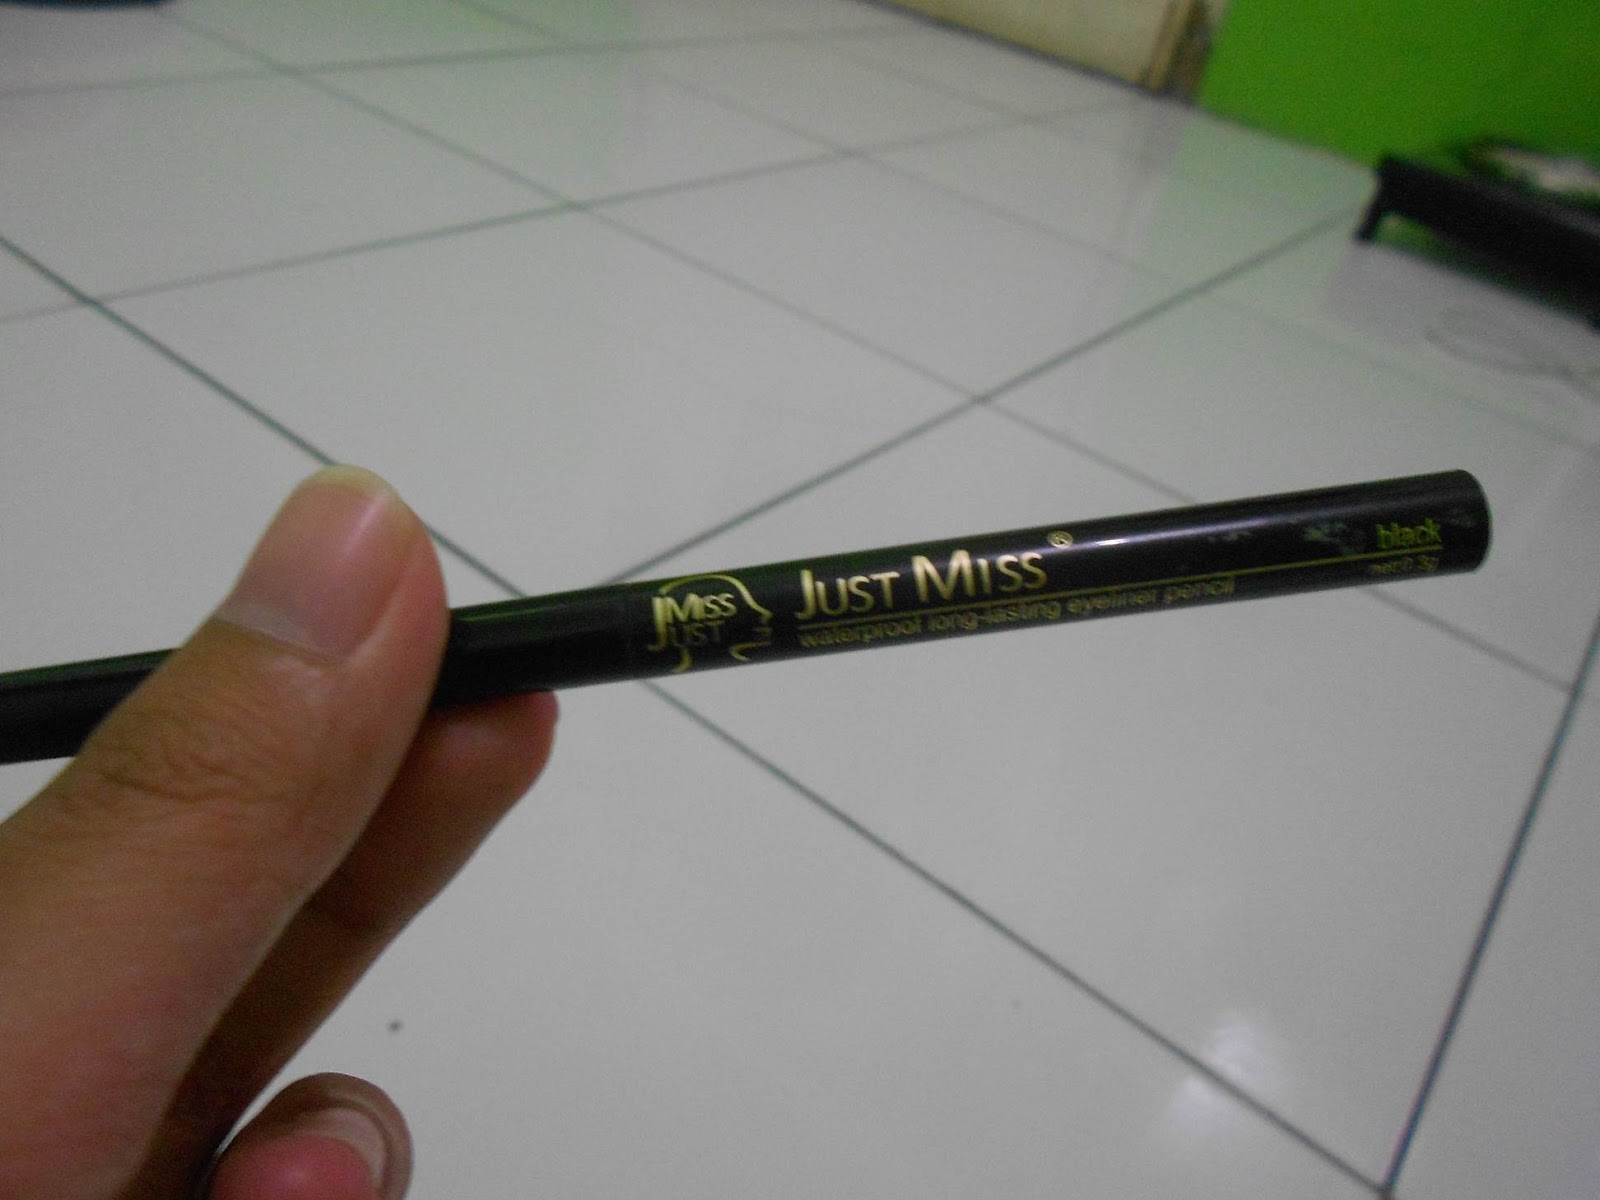 JMISS
JUST
JUST MISS®
waterproof long-lasting eyeliner pencil
black